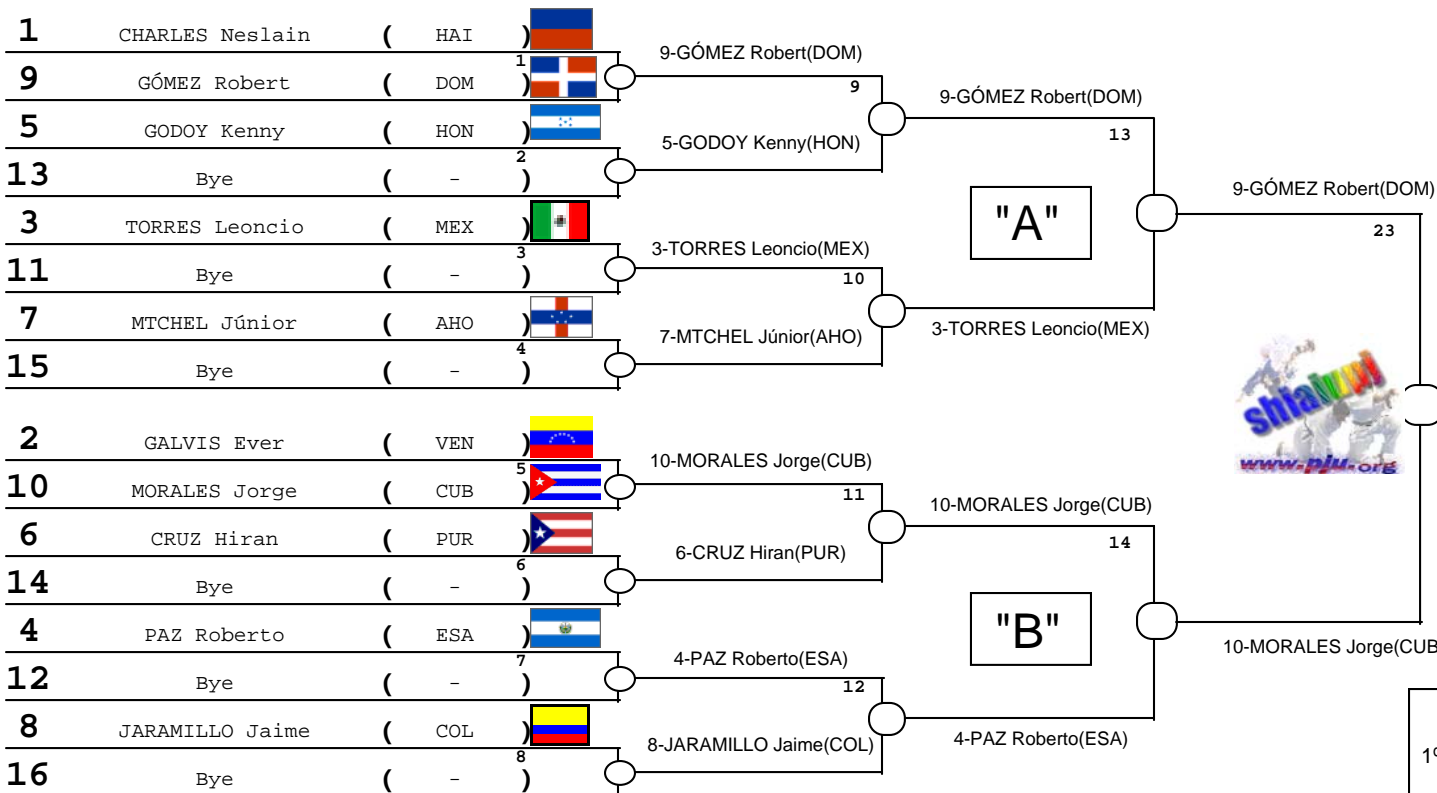 1 CHARLES Neslain ( HAI )
9-GÓMEZ Robert(DOM)
1
9 GÓMEZ Robert ( DOM )
9
9-GÓMEZ Robert(DOM)
5 GODOY Kenny ( HON )
5-GODOY Kenny(HON)
13
2
13 Bye ( - )
9-GÓMEZ Robert(DOM)
"A"
3 TORRES Leoncio ( MEX )
23
3-TORRES Leoncio(MEX)
3
11 Bye ( - )
10
7 MTCHEL Júnior ( AHO )
7-MTCHEL Júnior(AHO)
3-TORRES Leoncio(MEX)
4
15 Bye ( - )
shiaiwpj
www.pju.org
2 GALVIS Ever ( VEN )
10-MORALES Jorge(CUB)
5
10 MORALES Jorge ( CUB )
11
10-MORALES Jorge(CUB)
6 CRUZ Hiran ( PUR )
6-CRUZ Hiran(PUR)
14
6
14 Bye ( - )
"B"
4 PAZ Roberto ( ESA )
10-MORALES Jorge(CUB
4-PAZ Roberto(ESA)
7
12 Bye ( - )
12
8 JARAMILLO Jaime ( COL )
8-JARAMILLO Jaime(COL)
4-PAZ Roberto(ESA)
1º
8
16 Bye ( - )